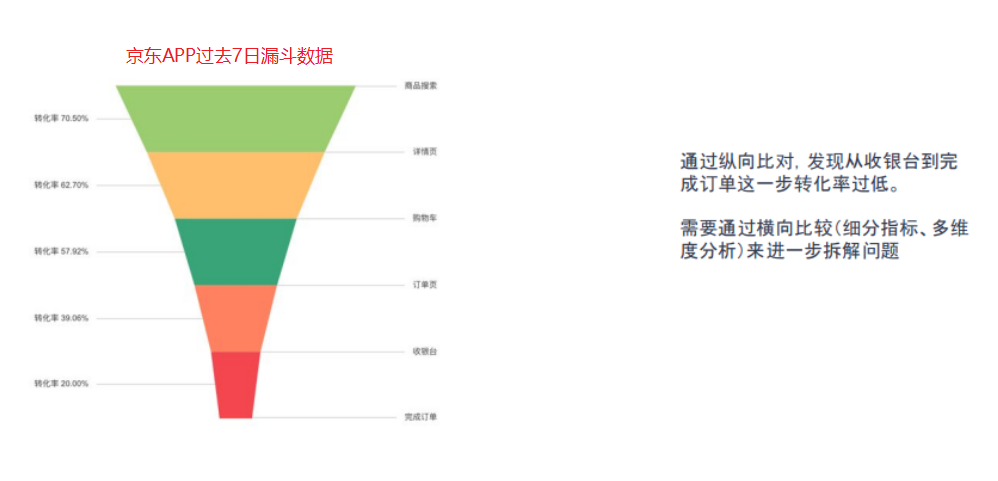 京东APP过去7日漏斗数据
商品搜索
转化率 70.50%
详情页
转化率 62.70%
购物车
转化率 57.92%
订单页
转化率 39.06%
收银台
转化率 20.00%
完成订单
通过纵向比对，发现从收银台到完
成订单这一步转化率过低。
需要通过横向比较（细分指标、多维
度分析）来进一步拆解问题